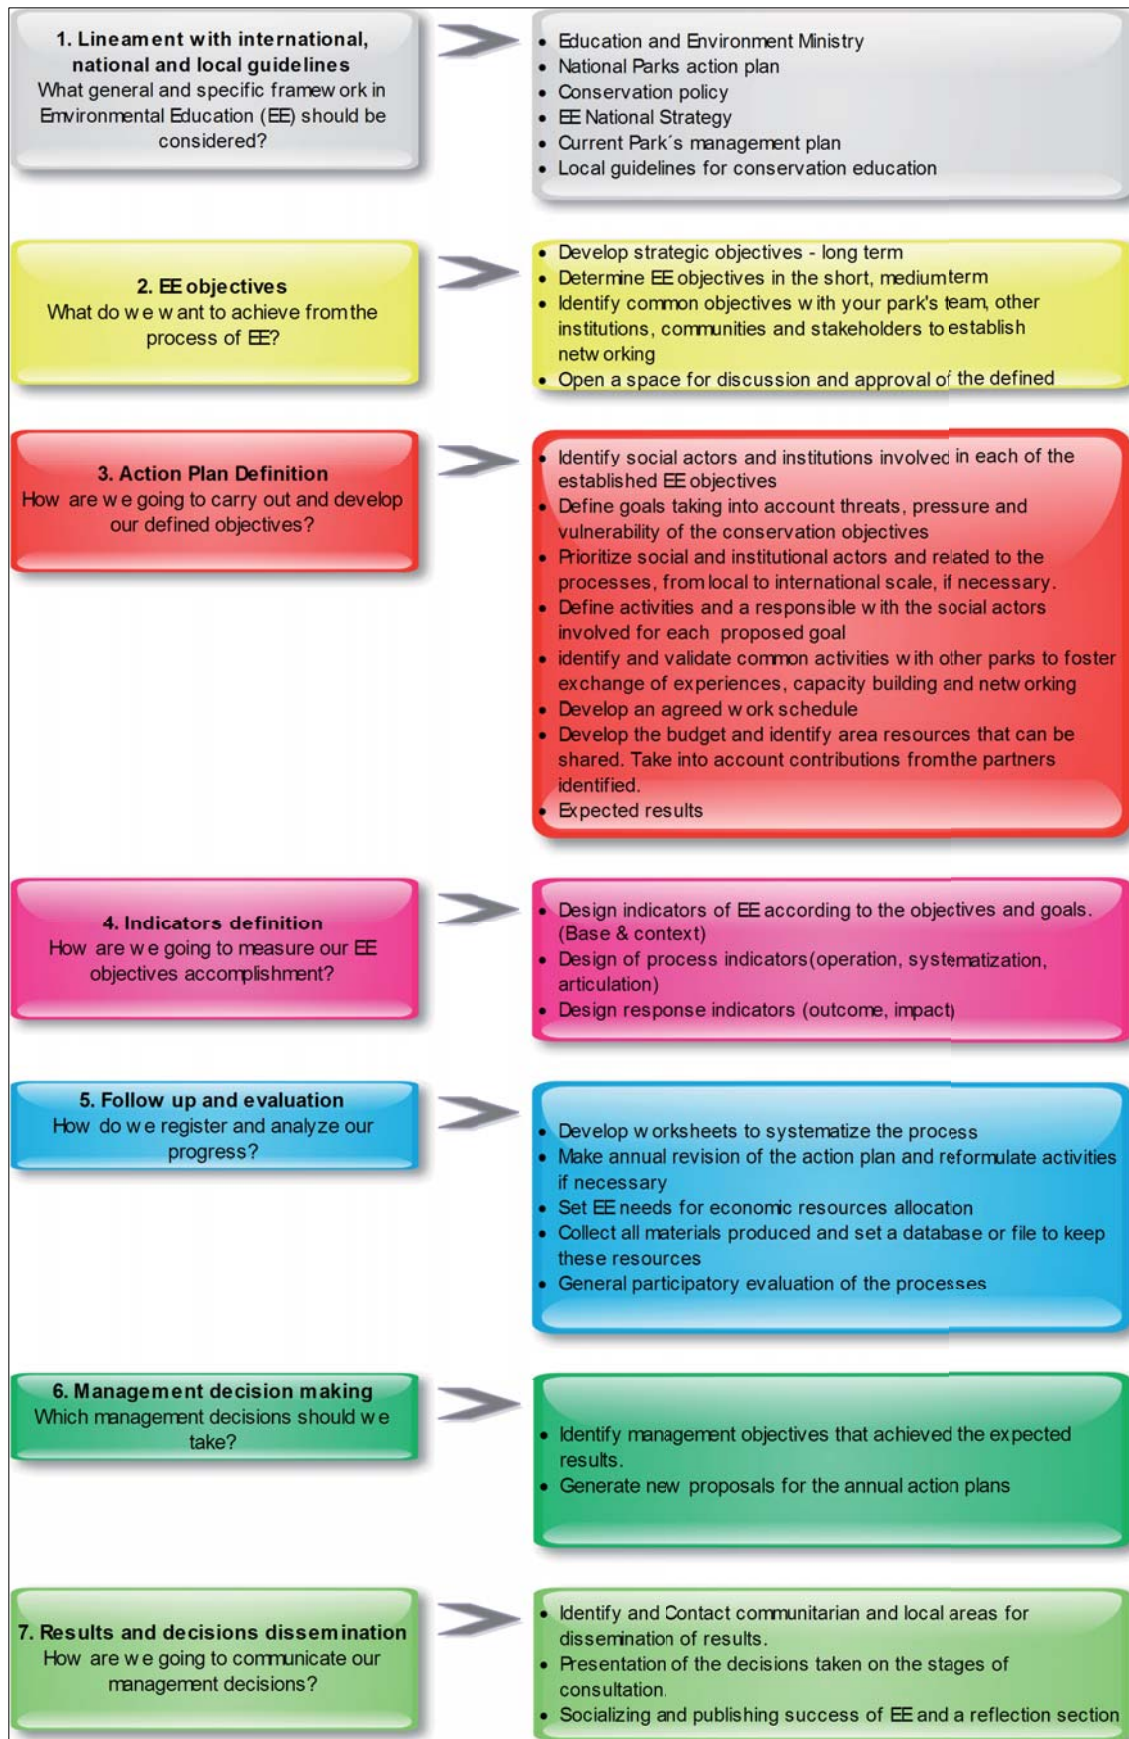 1. Lineament with international,
national and local guidelines
What general and specific framework in
Emvironmental Education (EE) should be
considered?
• Education and Environment Ministry
• National Parks action plan
• Conservation policy
• EE National Strategy
• Current Park´s management plan
• Local guidelines for conservation education
2. EE objectives
What do we want to achieve from the
process of EE?
• Develop strategic objectives - long term
• Determine EE objectives in the short, medium term
• Identify common objectives with your park's team, other
institutions, communities and stakeholders to establish
networking
• Open a space for discussion and approval of the defined
3. Action Plan Definition
How are we going to carry out and develop
our defined objectives?
• Identify social actors and institutions involved in each of the
established EE objectives
• Define goals taking into account threats, pressure and
vulnerability of the conservation objectives
• Prioritize social and institutional actors and related to the
processes, from local to international scale, if necessary.
• Define activities and a responsible with the social actors
involved for each proposed goal
• identify and validate common activities with other parks to foster
exchange of experiences, capacity building and networking
• Develop an agreed work schedule
• Develop the budget and identify area resources that can be
shared. Take into account contributions from the partners
identified.
• Expected results
4. Indicators definition
How are we going to measure our EE
objectives accomplishment?
• Design indicators of EE according to the objectives and goals.
(Base & context)
• Design of process indicators (operation, systematization,
articulation)
• Design response indicators (outcome, impact)
5. Follow up and evaluation
How do we register and analyze our
progress?
• Develop worksheets to systematize the process
• Make annual revision of the action plan and reformulate activities
if necessary
• Set EE needs for economic resources allocation
• Collect all materials produced and set a database or file to keep
these resources
• General participatory evaluation of the processes
6. Management decision making
Which management decisions should we
take?
• Identify management objectives that achieved the expected
results.
• Generate new proposals for the annual action plans
7. Results and decisions dissemination
How are we going to communicate our
management decisions?
• Identify and Contact communitarian and local areas for
dissemination of results.
• Presentation of the decisions taken on the stages of
consultation.
• Socializing and publishing success of EE and a reflection section